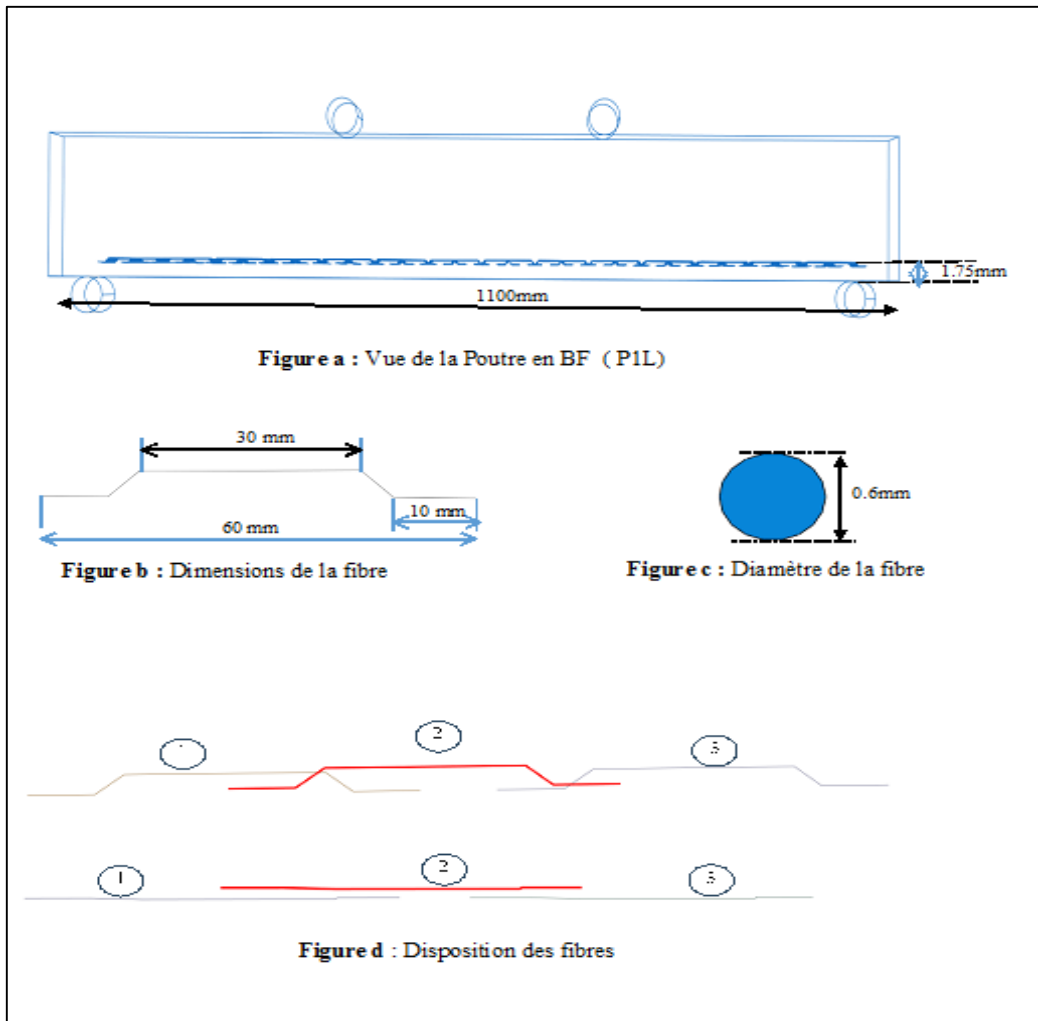 1.75mm
1100mm
Figure a : Vue de la Poutre en BF ( P1L)
30 mm
10 mm
60 mm
0.6mm
Figure b : Dimensions de la fibre
Figure c : Diamètre de la fibre
2
3
1
2
3
Figure d : Disposition des fibres